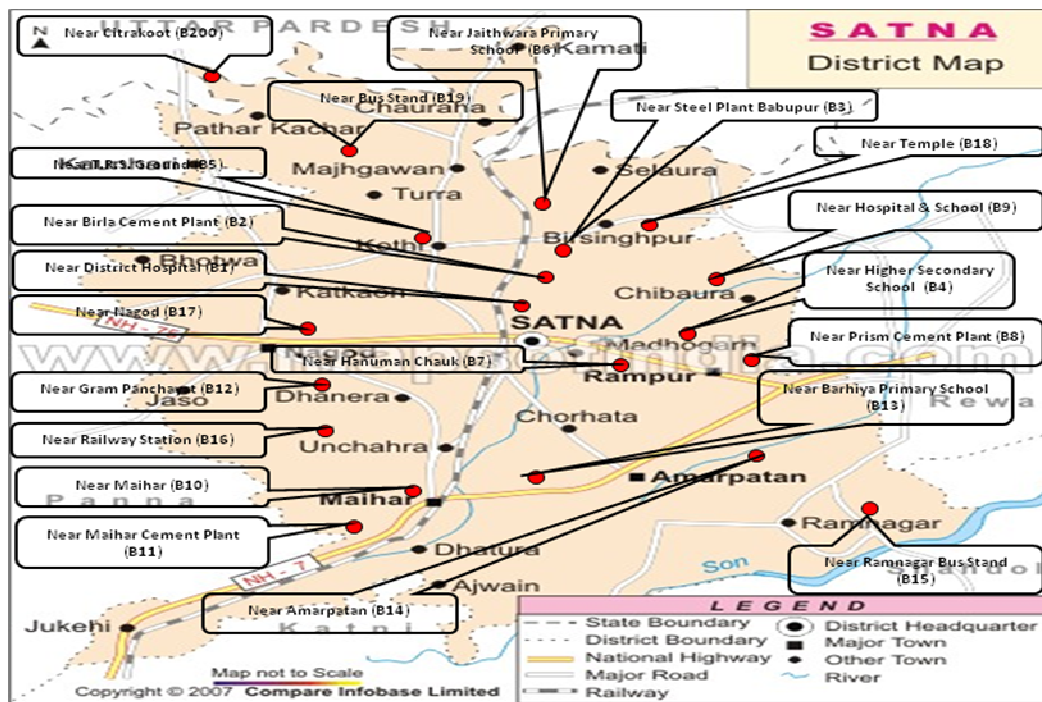 UTTAR PARDESH
SATNA
District Map
N
Near Citrakoot (B200)
Near Jaithwara Primary
School (B6)
Kamati
Near Bus Stand (B19)
Chauraha
Near Steel Plant Babupur (B3)
Pathar Kachar
Near Temple (B18)
Ground (B5)
Majhgawan
Selaura
Turra
Near Hospital & School (B9)
Near Birla Cement Plant (B2)
Kothi
Birsinghpur
Bhotwa
Near District Hospital (B1)
Near Higher Secondary
School (B4)
Katkaon
Chibaura
Near Nagod (B17)
NH - 75
SATNA
Near Prism Cement Plant (B8)
Madhogarh
Near Hanuman Chauk (B7)
Rampur
Near Gram Panchayat (B12)
Near Barhiya Primary School
(B13)
Jaso
Dhanera
Rewa
Chorhata
Near Railway Station (B16)
Unchahra
Near Maihar (B10)
Amarpatan
Panna
Maihar
Near Maihar Cement Plant
(B11)
Ramnagar
Dhatura
Son
Near Ramnagar Bus Stand
(B15)
Shandol
NH - 7
Ajwain
Near Amarpatan (B14)
Jukehi
Katni
LEGEND
State Boundary
District Boundary
National Highway
Major Road
Railway
District Headquarter
Major Town
Other Town
River
Map not to Scale
Copyright © 2007 Compare Infobase Limited